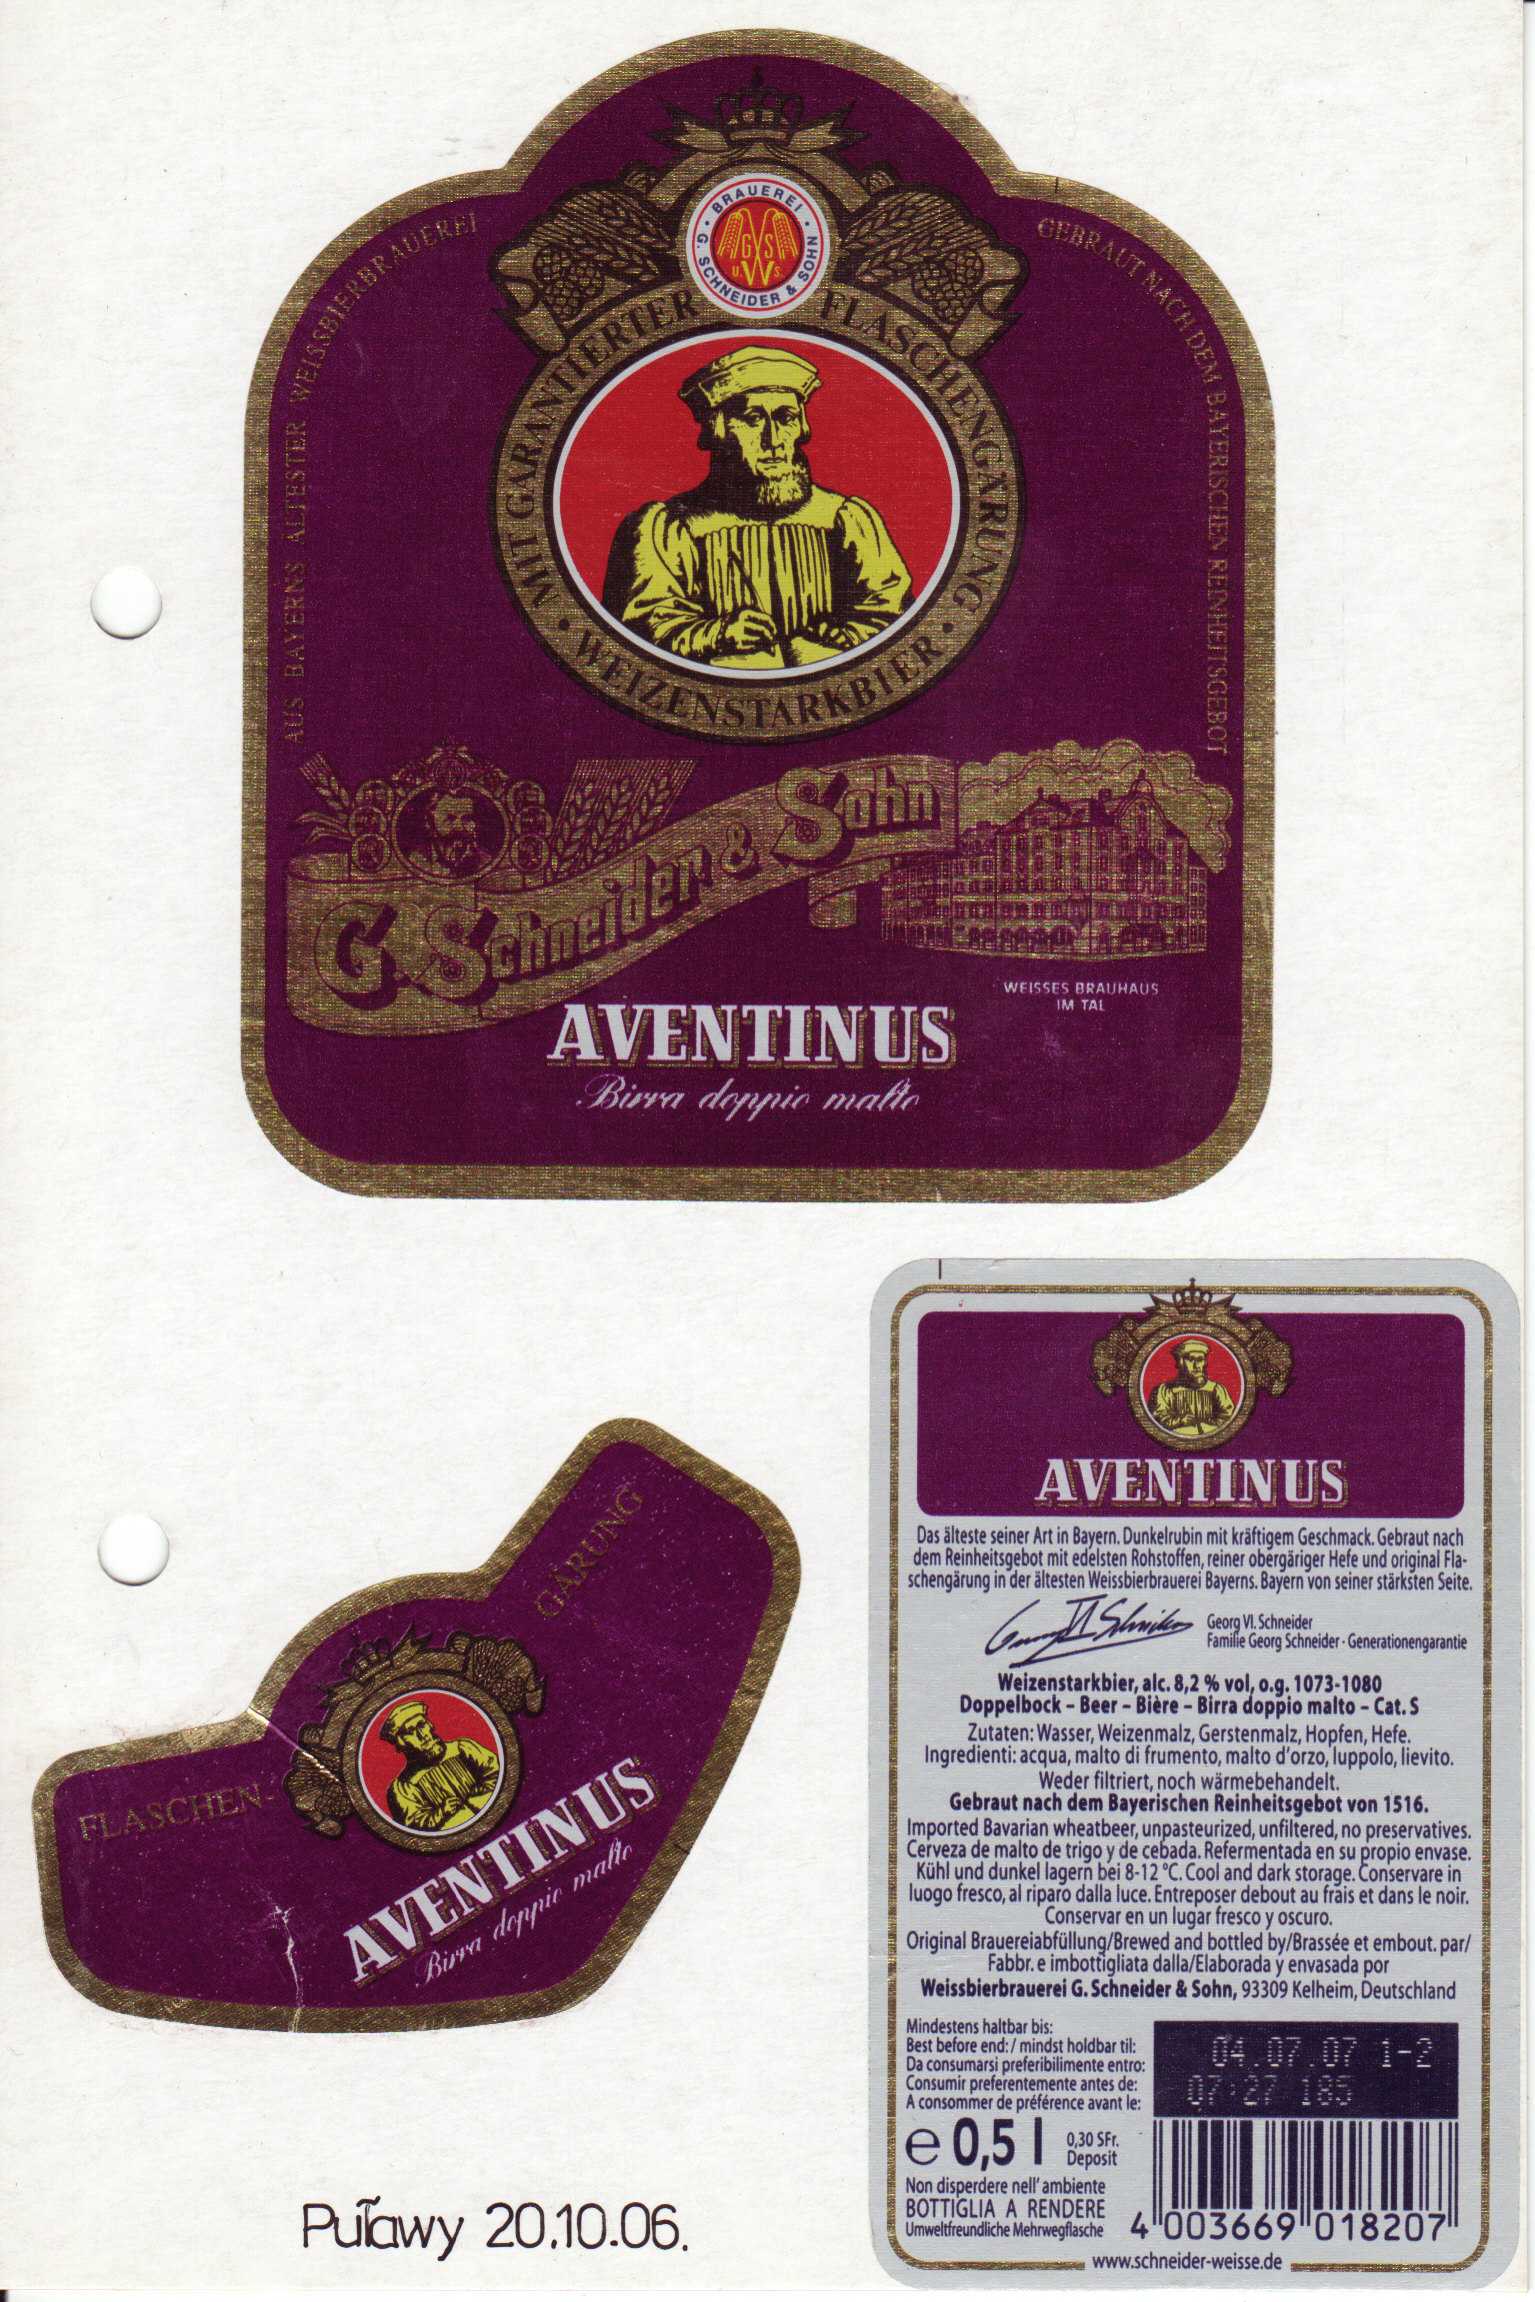 BRAUEREI
G. SCHNEIDER & SOHN
G S
u. W s.
AUS BAYERNS ÄLTESTER WEISSBIERBRAUEREI
GEBRAUT NACH DEM BAYERISCHEN REINHEITSGEBOT
MIT GARANTIERTER FLASCHENGÄRUNG
• WEIZENSTARKBIER •
G. Schneider & Sohn
WEISSES BRAUHAUS
IM TAL
AVENTINUS
Birra doppio malto
FLASCHEN-
GÄRUNG
AVENTINUS
Birra doppio malto
Puławy 20.10.06.
AVENTINUS
Das älteste seiner Art in Bayern. Dunkelrubin mit kräftigem Geschmack. Gebraut nach
dem Reinheitsgebot mit edelsten Rohstoffen, reiner obergäriger Hefe und original Fla-
schengärung in der ältesten Weissbierbrauerei Bayerns. Bayern von seiner stärksten Seite.
Georg VI Schneider
Georg VI. Schneider
Familie Georg Schneider · Generationengarantie
Weizenstarkbier, alc. 8,2 % vol, o.g. 1073-1080
Doppelbock – Beer – Bière – Birra doppio malto – Cat. S
Zutaten: Wasser, Weizenmalz, Gerstenmalz, Hopfen, Hefe.
Ingredienti: acqua, malto di frumento, malto d'orzo, luppolo, lievito.
Weder filtriert, noch wärmebehandelt.
Gebraut nach dem Bayerischen Reinheitsgebot von 1516.
Imported Bavarian wheatbeer, unpasteurized, unfiltered, no preservatives.
Cerveza de malto de trigo y de cebada. Refermentada en su propio envase.
Kühl und dunkel lagern bei 8-12 °C. Cool and dark storage. Conservare in
luogo fresco, al riparo dalla luce. Entreposer debout au frais et dans le noir.
Conservar en un lugar fresco y oscuro.
Original Brauereiabfüllung/Brewed and bottled by/Brassée et embout. par/
Fabbr. e imbottigliata dalla/Elaborada y envasada por
Weissbierbrauerei G. Schneider & Sohn, 93309 Kelheim, Deutschland
Mindestens haltbar bis:
Best before end: / mindst holdbar til:
Da consumarsi preferibilimente entro:
Consumir preferentemente antes de:
A consommer de préférence avant le:
04.07.07 1-2
07:27 185
e 0,5 l
0,30 SFr.
Deposit
Non disperdere nell' ambiente
BOTTIGLIA A RENDERE
Umweltfreundliche Mehrwegflasche
4 003669 018207
www.schneider-weisse.de